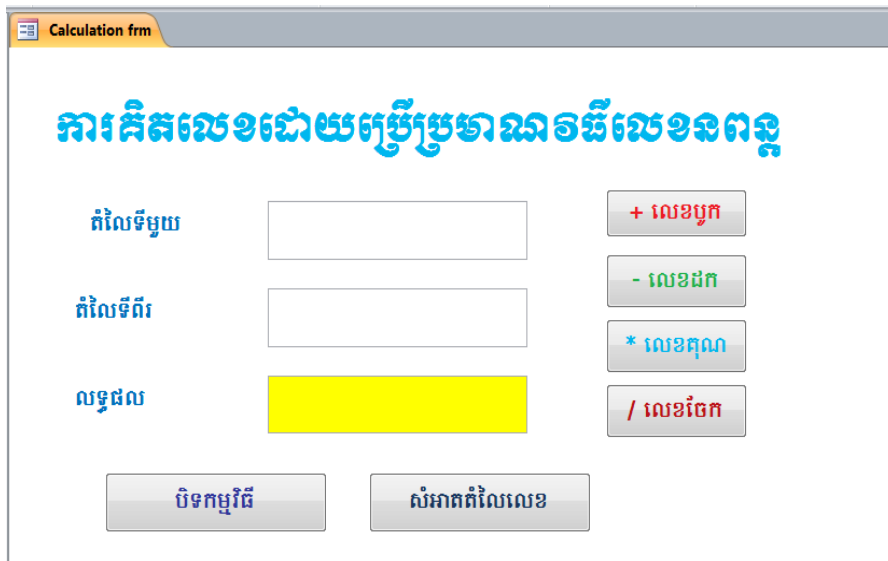 Calculation frm
ការគិតលេខដោយប្រើប្រមាណវិធីលេខនពន្ត
តំលៃទីមួយ
+ លេខបូក
- លេខដក
តំលៃទីពីរ
* លេខគុណ
លទ្ធផល
/ លេខចែក
បិទកម្មវិធី
សំអាតតំលៃលេខ